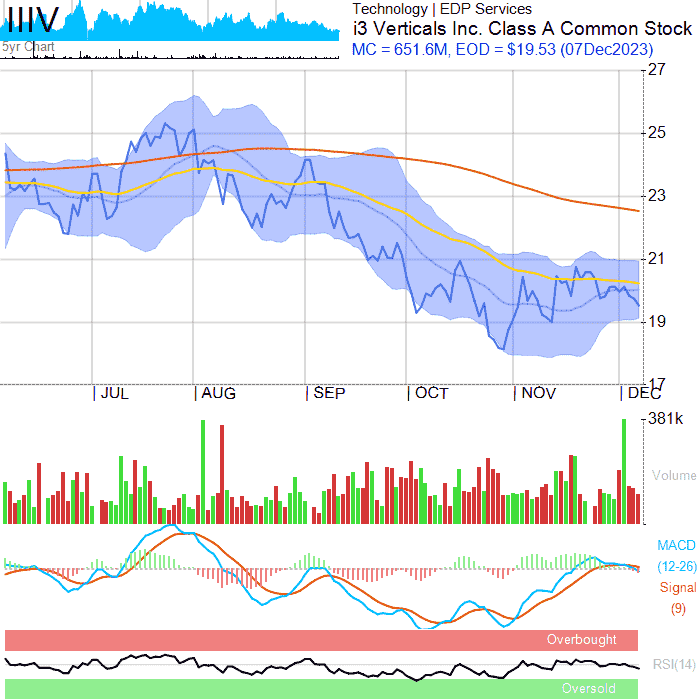 IIIV
5yr Chart
Technology | EDP Services
i3 Verticals Inc. Class A Common Stock
MC = 651.6M, EOD = $19.53 (07Dec2023)
27
25
23
21
19
17
JUL AUG SEP OCT NOV DEC
381k
Volume
MACD
(12-26)
Signal
(9)
Overbought
RSI(14)
Oversold